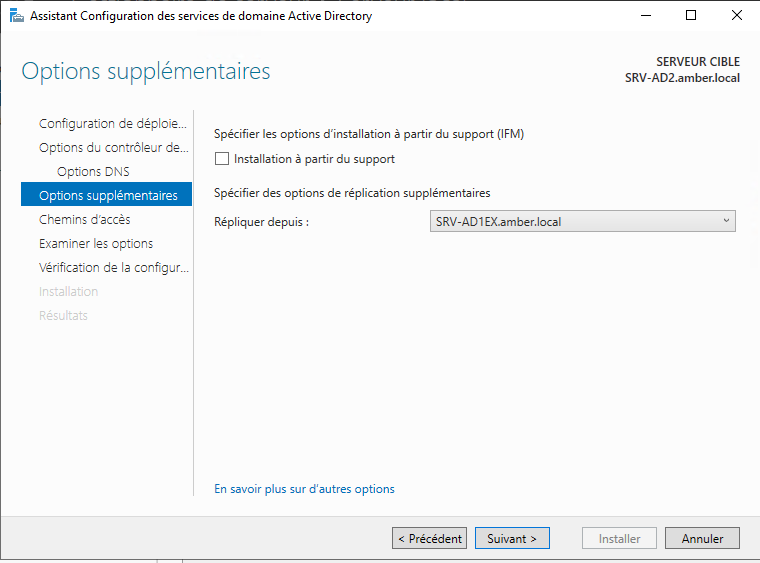 Assistant Configuration des services de domaine Active Directory
Options supplémentaires
SERVEUR CIBLE
SRV-AD2.amber.local
Configuration de déploie...
Options du contrôleur de...
Options DNS
Options supplémentaires
Chemins d'accès
Examiner les options
Vérification de la configur...
Installation
Résultats
Spécifier les options d'installation à partir du support (IFM)
Installation à partir du support
Spécifier des options de réplication supplémentaires
Répliquer depuis : SRV-AD1EX.amber.local
En savoir plus sur d'autres options
< Précédent Suivant > Installer Annuler